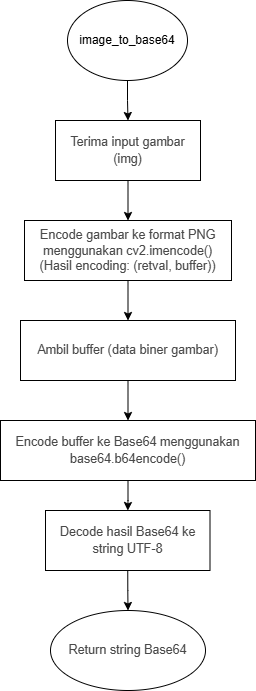 image_to_base64
Terima input gambar
(img)
Encode gambar ke format PNG
menggunakan cv2.imencode()
(Hasil encoding: (retval, buffer))
Ambil buffer (data biner gambar)
Encode buffer ke Base64 menggunakan
base64.b64encode()
Decode hasil Base64 ke
string UTF-8
Return string Base64